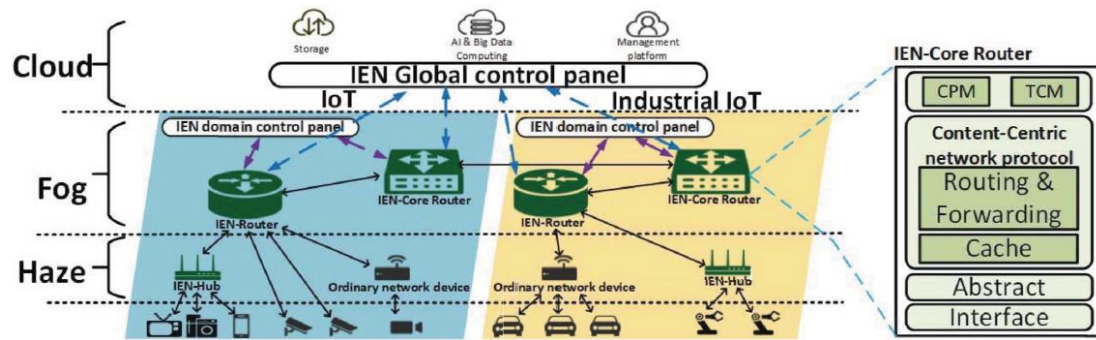 Cloud
Storage
AI & Big Data
Computing
Management
platform
IEN Global control panel
IoT
Industrial IoT
Fog
IEN domain control panel
IEN domain control panel
IEN-Core Router
IEN-Router
IEN-Core Router
IEN-Router
Haze
IEN-Hub
Ordinary network device
Ordinary network device
IEN-Hub
IEN-Core Router
CPM
TCM
Content-Centric
network protocol
Routing &
Forwarding
Cache
Abstract
Interface